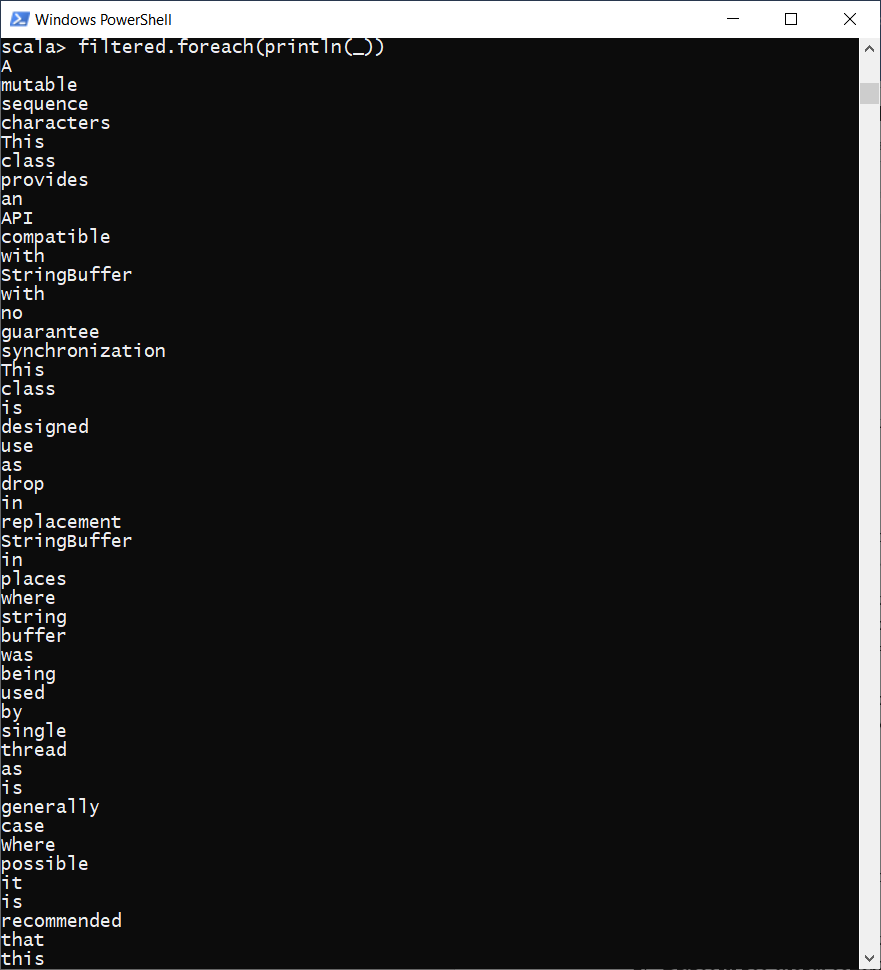 Windows PowerShell
scala> filtered.foreach(println(_))
A
mutable
sequence
characters
This
class
provides
an
API
compatible
with
StringBuffer
with
no
guarantee
synchronization
This
class
is
designed
use
as
drop
in
replacement
StringBuffer
in
places
where
string
buffer
was
being
used
by
single
thread
as
is
generally
case
Where
possible
it
is
recommended
that
this